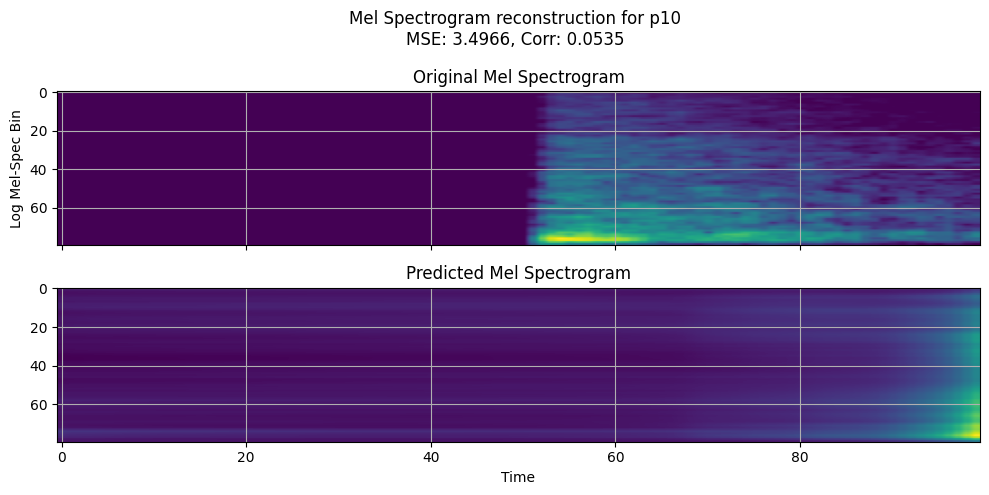 Mel Spectrogram reconstruction for p10
MSE: 3.4966, Corr: 0.0535
Original Mel Spectrogram
Log Mel-Spec Bin
0
20
40
60
Predicted Mel Spectrogram
0
20
40
60
0 20 40 60 80
Time